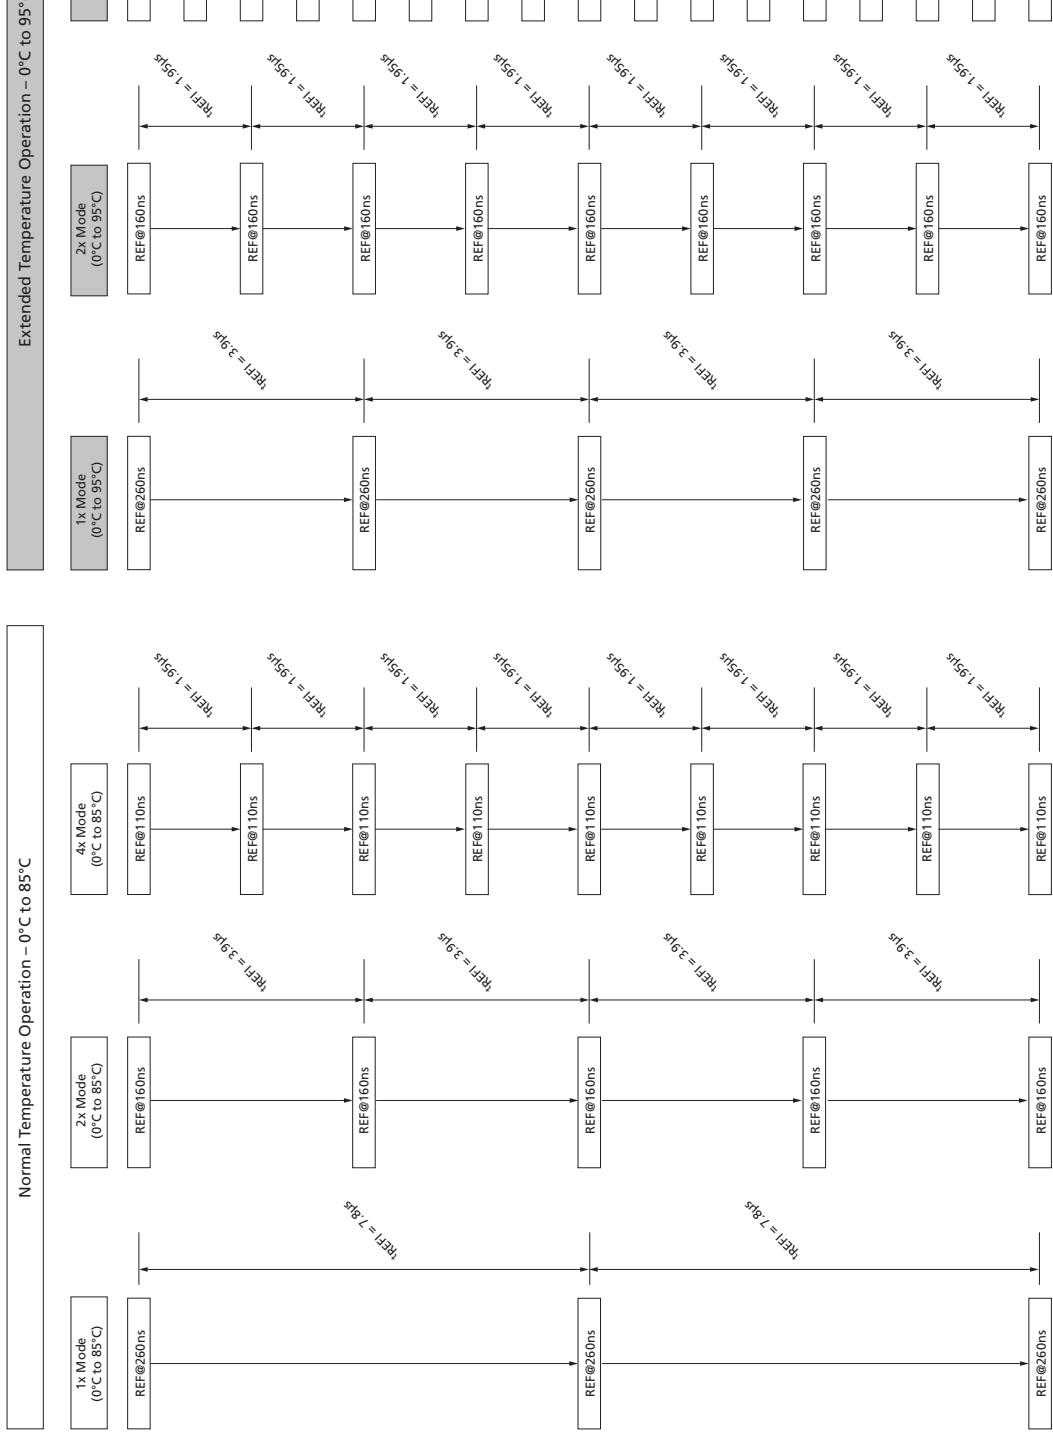 Normal Temperature Operation – 0°C to 85°C
1x Mode
(0°C to 85°C)
REF@260ns
REF@260ns
REF@260ns
tREFI = 7.8µs
tREFI = 7.8µs
2x Mode
(0°C to 85°C)
REF@160ns
REF@160ns
REF@160ns
REF@160ns
REF@160ns
tREFI = 3.9µs
tREFI = 3.9µs
tREFI = 3.9µs
tREFI = 3.9µs
4x Mode
(0°C to 85°C)
REF@110ns
REF@110ns
REF@110ns
REF@110ns
REF@110ns
REF@110ns
REF@110ns
REF@110ns
REF@110ns
tREFI = 1.95µs
tREFI = 1.95µs
tREFI = 1.95µs
tREFI = 1.95µs
tREFI = 1.95µs
tREFI = 1.95µs
tREFI = 1.95µs
tREFI = 1.95µs
Extended Temperature Operation – 0°C to 95°
1x Mode
(0°C to 95°C)
REF@260ns
REF@260ns
REF@260ns
REF@260ns
REF@260ns
tREFI = 3.9µs
tREFI = 3.9µs
tREFI = 3.9µs
tREFI = 3.9µs
2x Mode
(0°C to 95°C)
REF@160ns
REF@160ns
REF@160ns
REF@160ns
REF@160ns
REF@160ns
REF@160ns
REF@160ns
REF@160ns
tREFI = 1.95µs
tREFI = 1.95µs
tREFI = 1.95µs
tREFI = 1.95µs
tREFI = 1.95µs
tREFI = 1.95µs
tREFI = 1.95µs
tREFI = 1.95µs